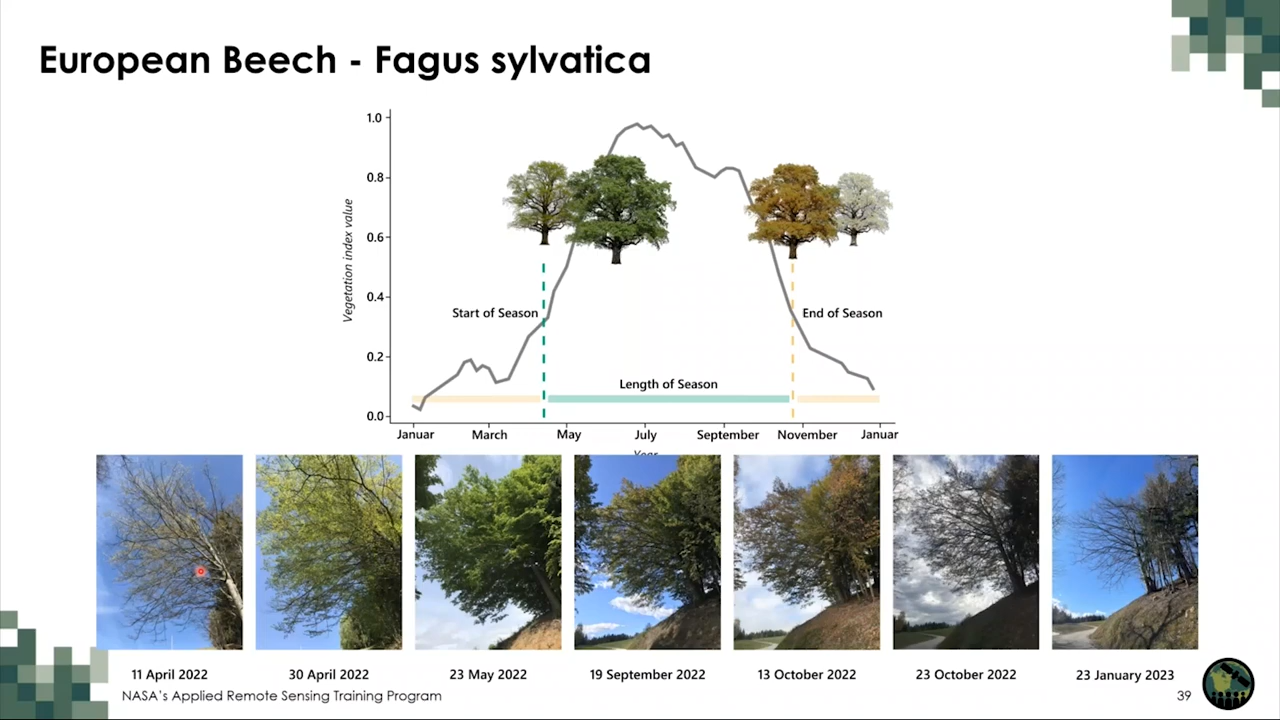 European Beech - Fagus sylvatica
1.0
0.8
0.6
0.4
0.2
0.0
Vegetation index value
Start of Season
End of Season
Length of Season
Januar March May July September November Januar
Year
11 April 2022
30 April 2022
23 May 2022
19 September 2022
13 October 2022
23 October 2022
23 January 2023
NASA's Applied Remote Sensing Training Program
39